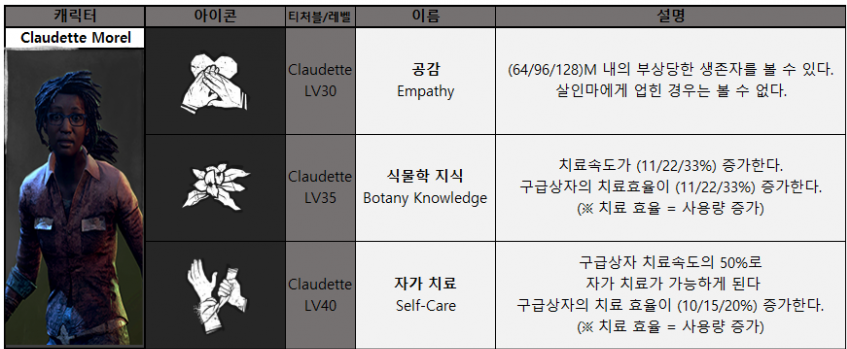 캐릭터 아이콘 티처블/레벨 이름 설명
Claudette Morel
Claudette
LV30
공감
Empathy
(64/96/128)M 내의 부상당한 생존자를 볼 수 있다.
살인마에게 업힌 경우는 볼 수 없다.
Claudette
LV35
식물학 지식
Botany Knowledge
치료속도가 (11/22/33%) 증가한다.
구급상자의 치료효율이 (11/22/33%) 증가한다.
(※ 치료 효율 = 사용량 증가)
Claudette
LV40
자가 치료
Self-Care
구급상자 치료속도의 50%로
자가 치료가 가능하게 된다
구급상자의 치료 효율이 (10/15/20%) 증가한다.
(※ 치료 효율 = 사용량 증가)